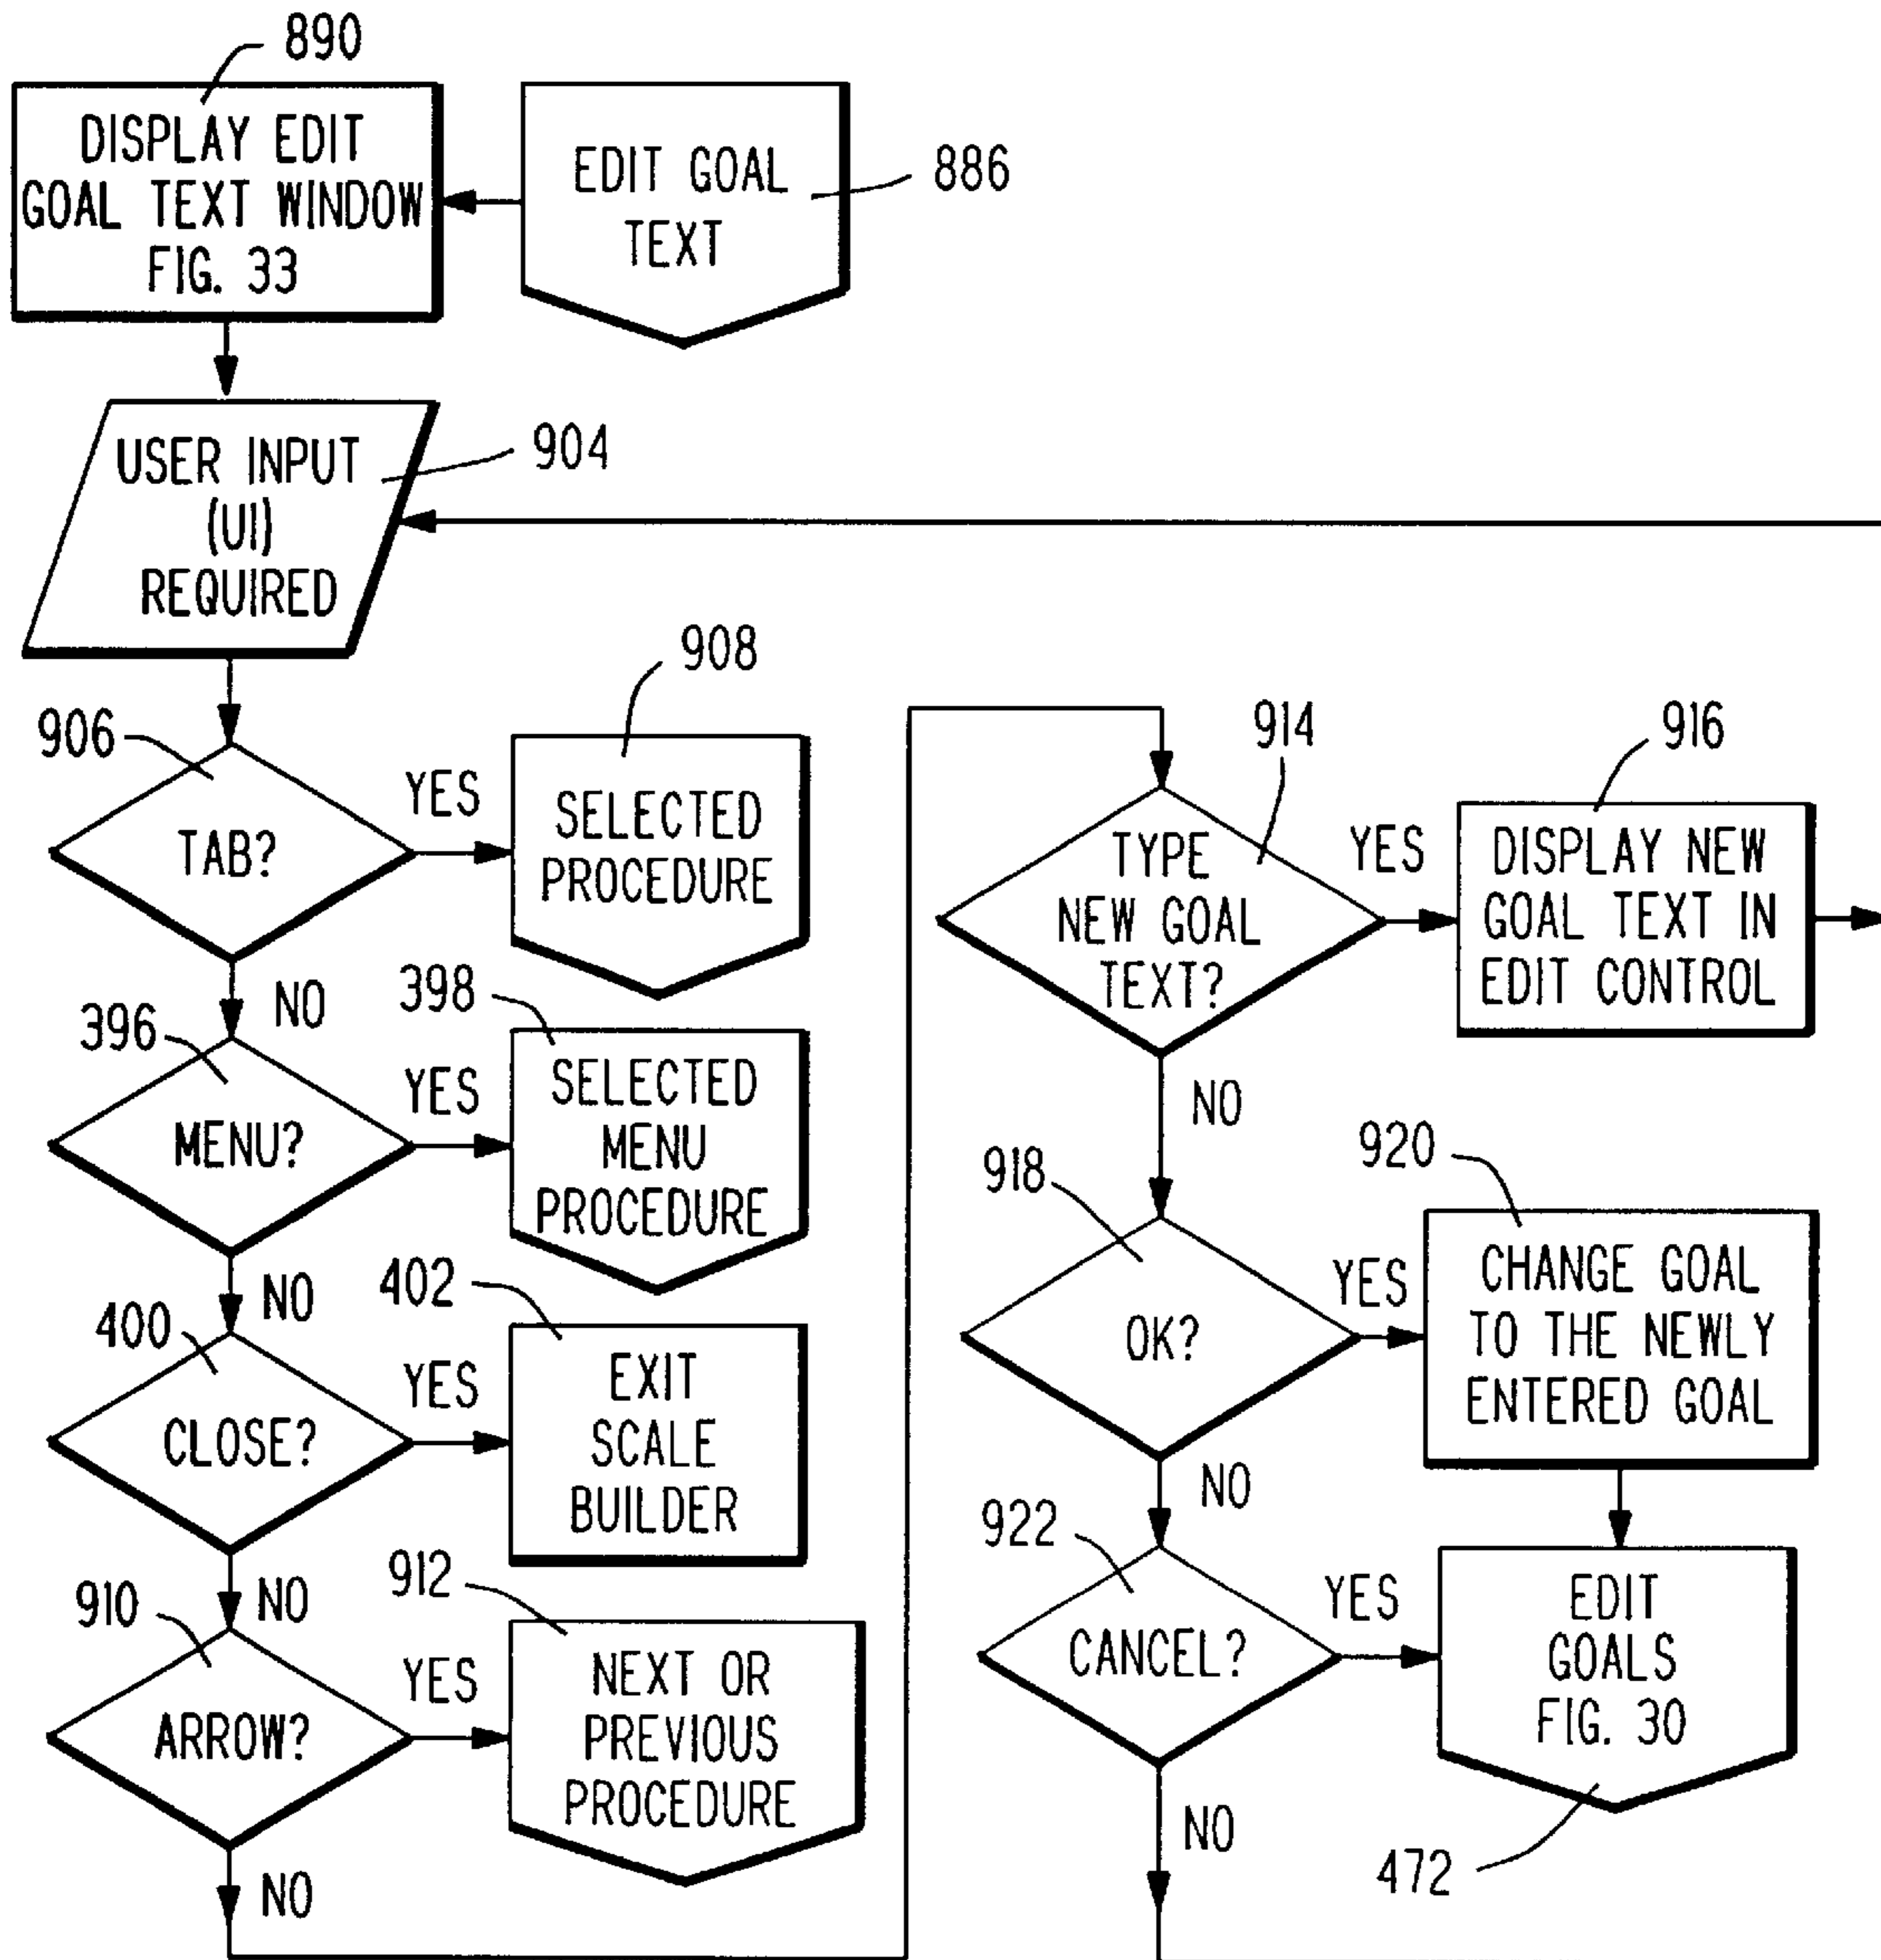 890
DISPLAY EDIT
GOAL TEXT WINDOW
FIG. 33
EDIT GOAL
TEXT
886
USER INPUT
(UI)
REQUIRED
904
906
TAB?
YES
908
SELECTED
PROCEDURE
NO
396
MENU?
YES
398
SELECTED
MENU
PROCEDURE
NO
400
CLOSE?
YES
402
EXIT
SCALE
BUILDER
NO
910
ARROW?
YES
912
NEXT OR
PREVIOUS
PROCEDURE
NO
914
TYPE
NEW GOAL
TEXT?
YES
916
DISPLAY NEW
GOAL TEXT IN
EDIT CONTROL
NO
918
OK?
YES
920
CHANGE GOAL
TO THE NEWLY
ENTERED GOAL
NO
922
CANCEL?
YES
EDIT
GOALS
FIG. 30
472
NO